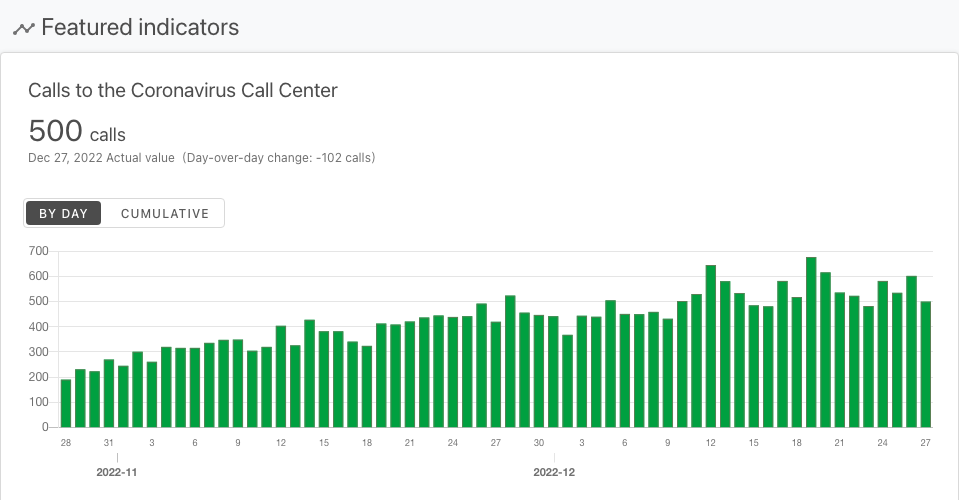 Featured indicators
Calls to the Coronavirus Call Center
500 calls
Dec 27, 2022 Actual value (Day-over-day change: -102 calls)
BY DAY CUMULATIVE
700
600
500
400
300
200
100
0
28 31 3 6 9 12 15 18 21 24 27 30 3 6 9 12 15 18 21 24 27
2022-11 2022-12